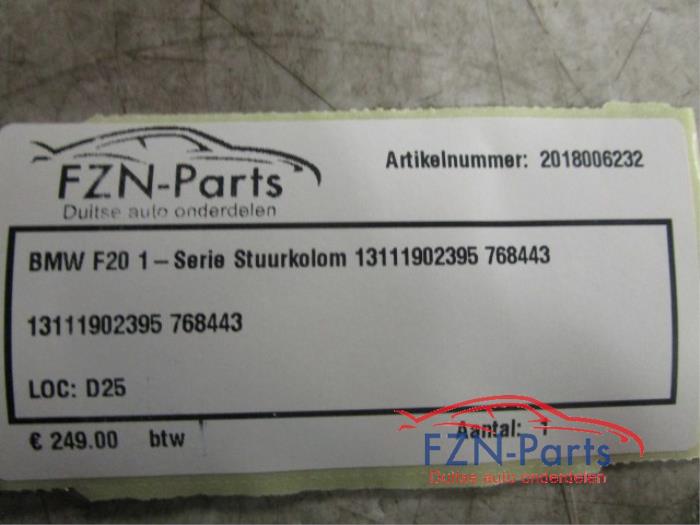 FZN-Parts
Duitse auto onderdelen
Artikelnummer: 2018006232
BMW F20 1-Serie Stuurkolom 13111902395 768443
13111902395 768443
LOC: D25
€ 249.00 btw
Aantal: 1
FZN-Parts
Duitse auto onderdelen